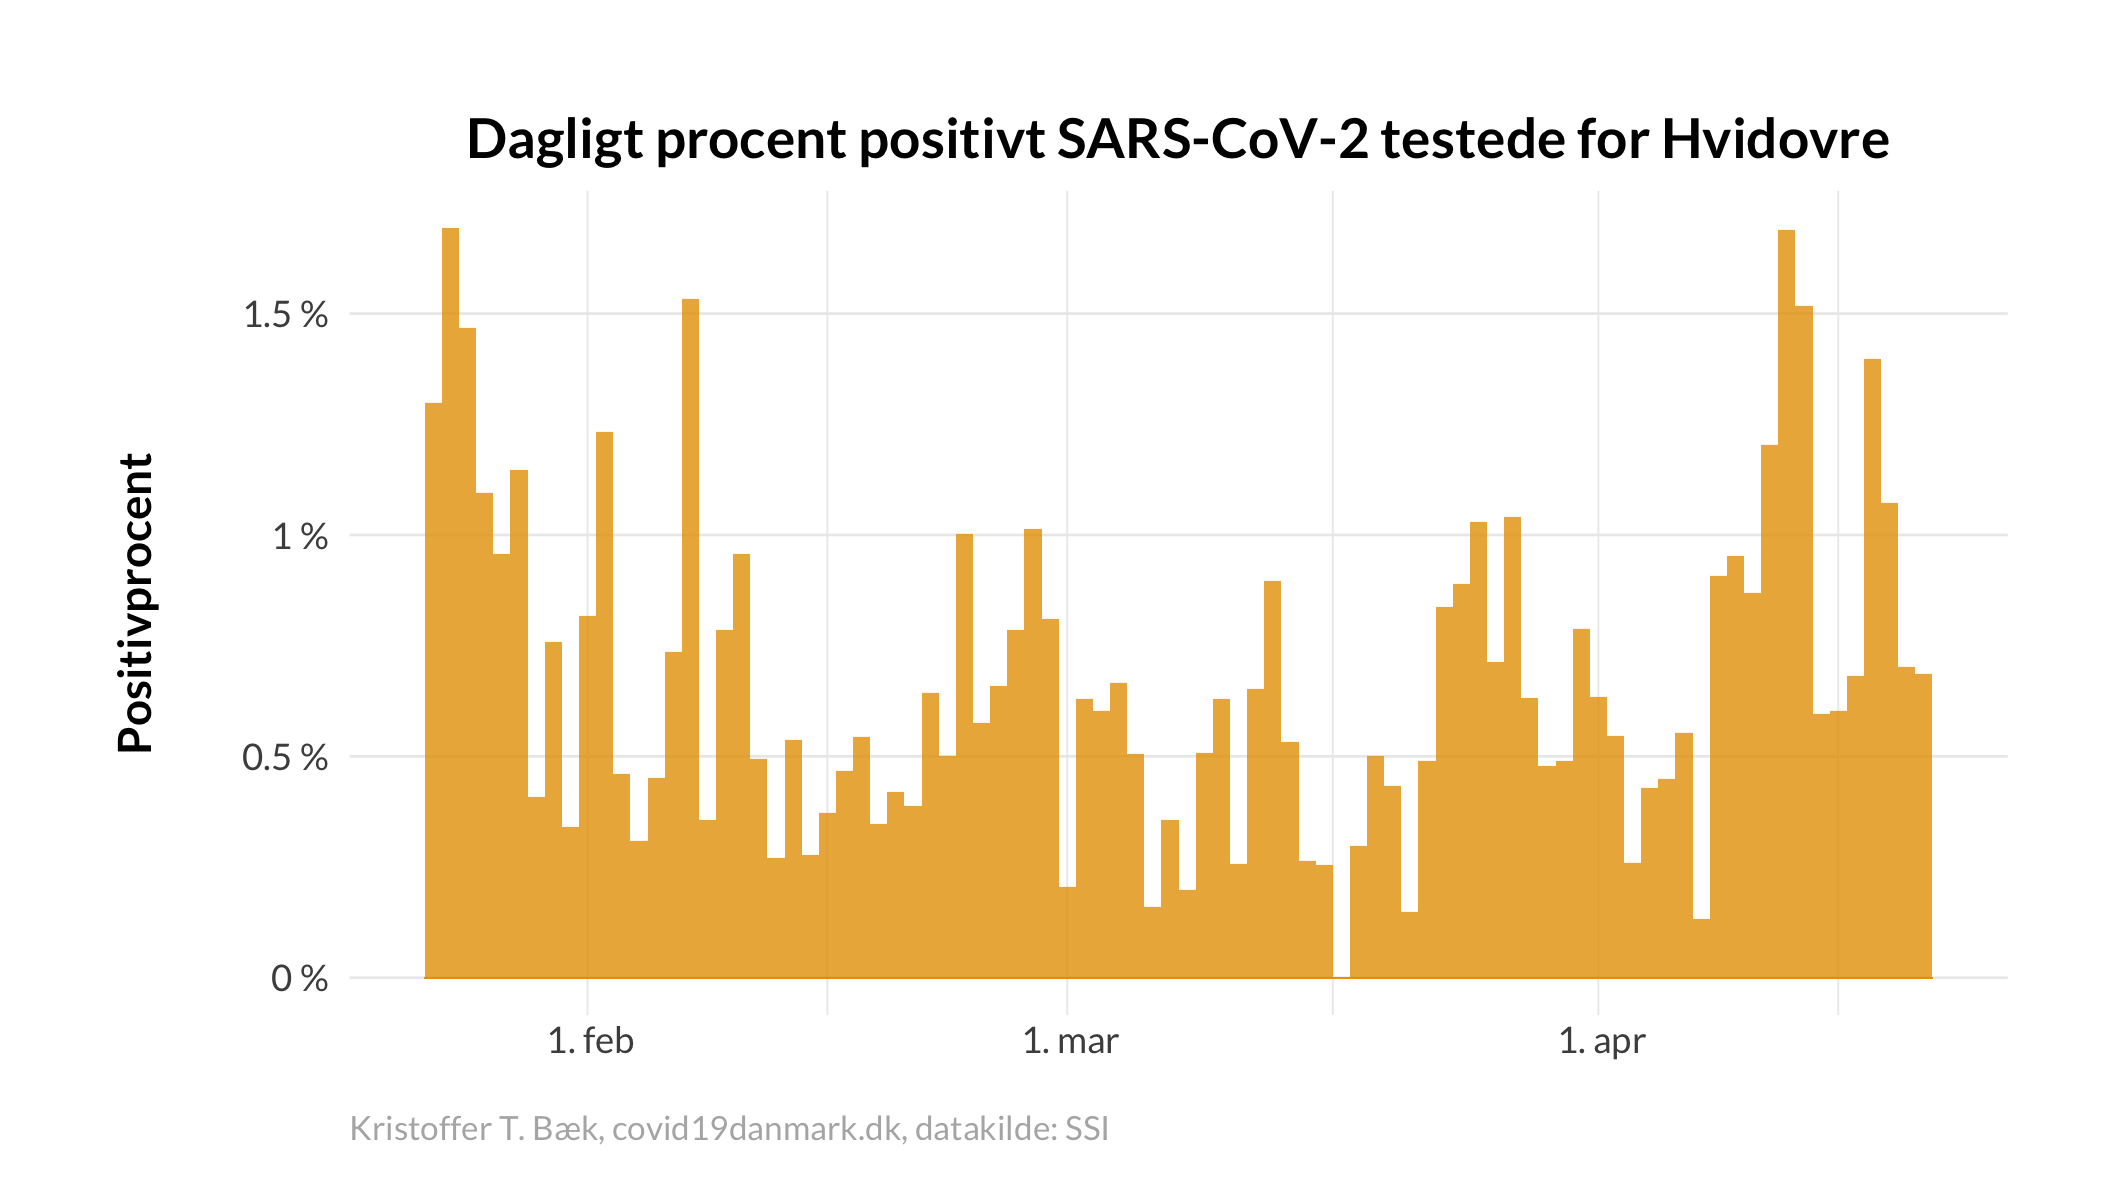 Dagligt procent positivt SARS-CoV-2 testede for Hvidovre
Positivprocent
1.5 %
1 %
0.5 %
0 %
1. feb
1. mar
1. apr
Kristoffer T. Bæk, covid19danmark.dk, datakilde: SSI